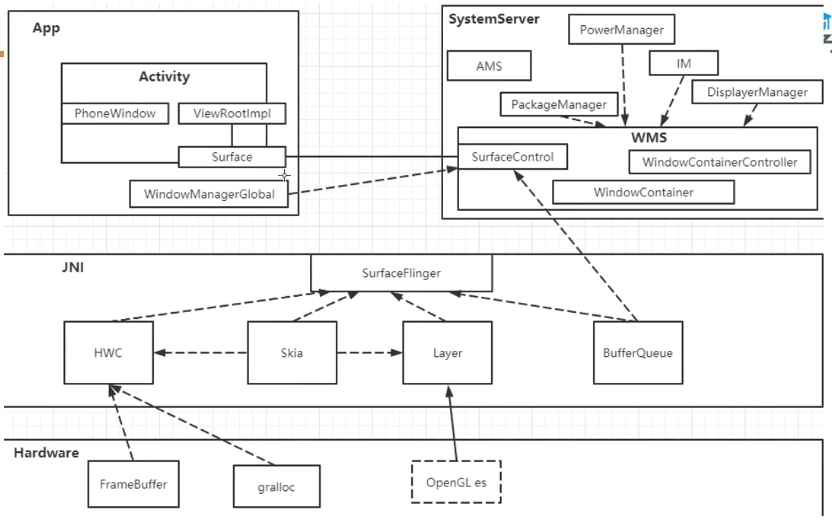 App
SystemServer
PowerManager
AMS
IM
Activity
DisplayerManager
PackageManager
PhoneWindow
ViewRootImpl
WMS
Surface
SurfaceControl
WindowContainerController
WindowManagerGlobal
WindowContainer
JNI
SurfaceFlinger
HWC
Skia
Layer
BufferQueue
Hardware
FrameBuffer
gralloc
OpenGL es